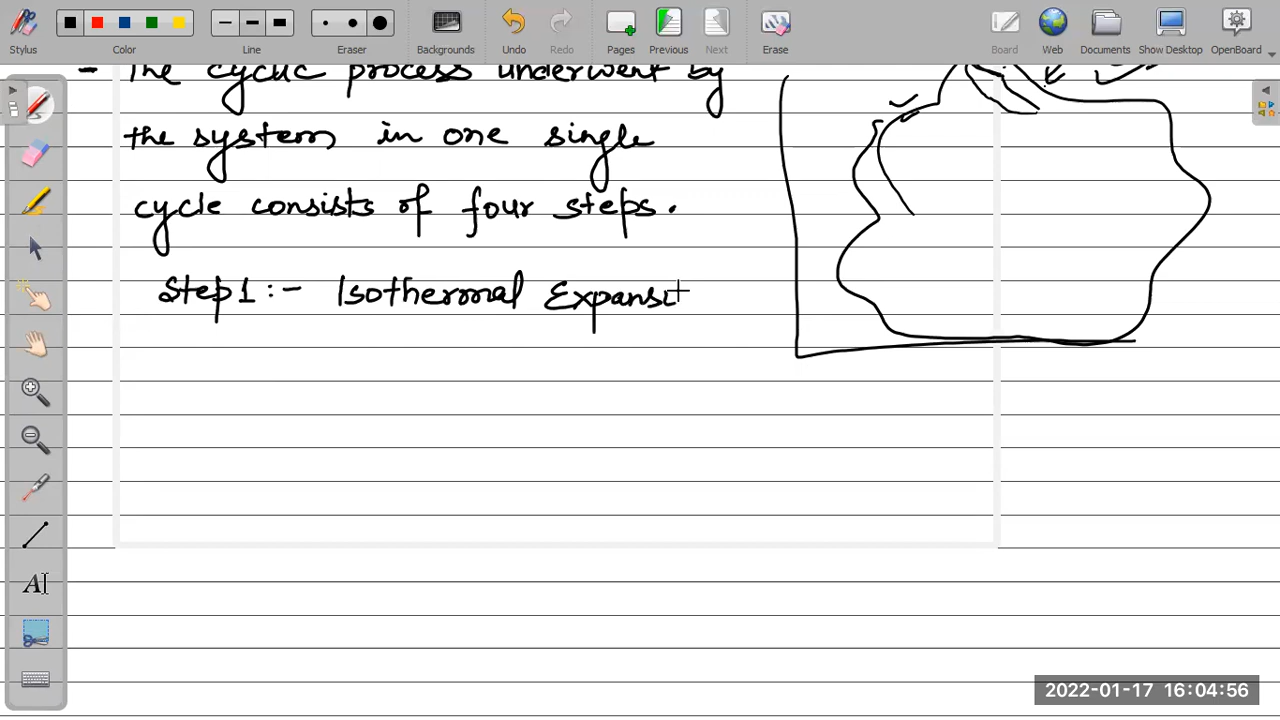 Stylus
Color
Line
Eraser
Backgrounds
Undo
Redo
Pages
Previous
Next
Erase
Board
Web
Documents
Show Desktop
OpenBoard
- The cyclic process underwent by
the system in one single
cycle consists of four steps.
Step1 :- Isothermal Expansi
2022-01-17 16:04:56